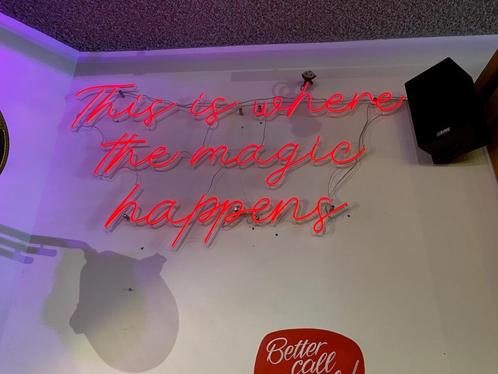 This is where
the magic
happens
Better
call